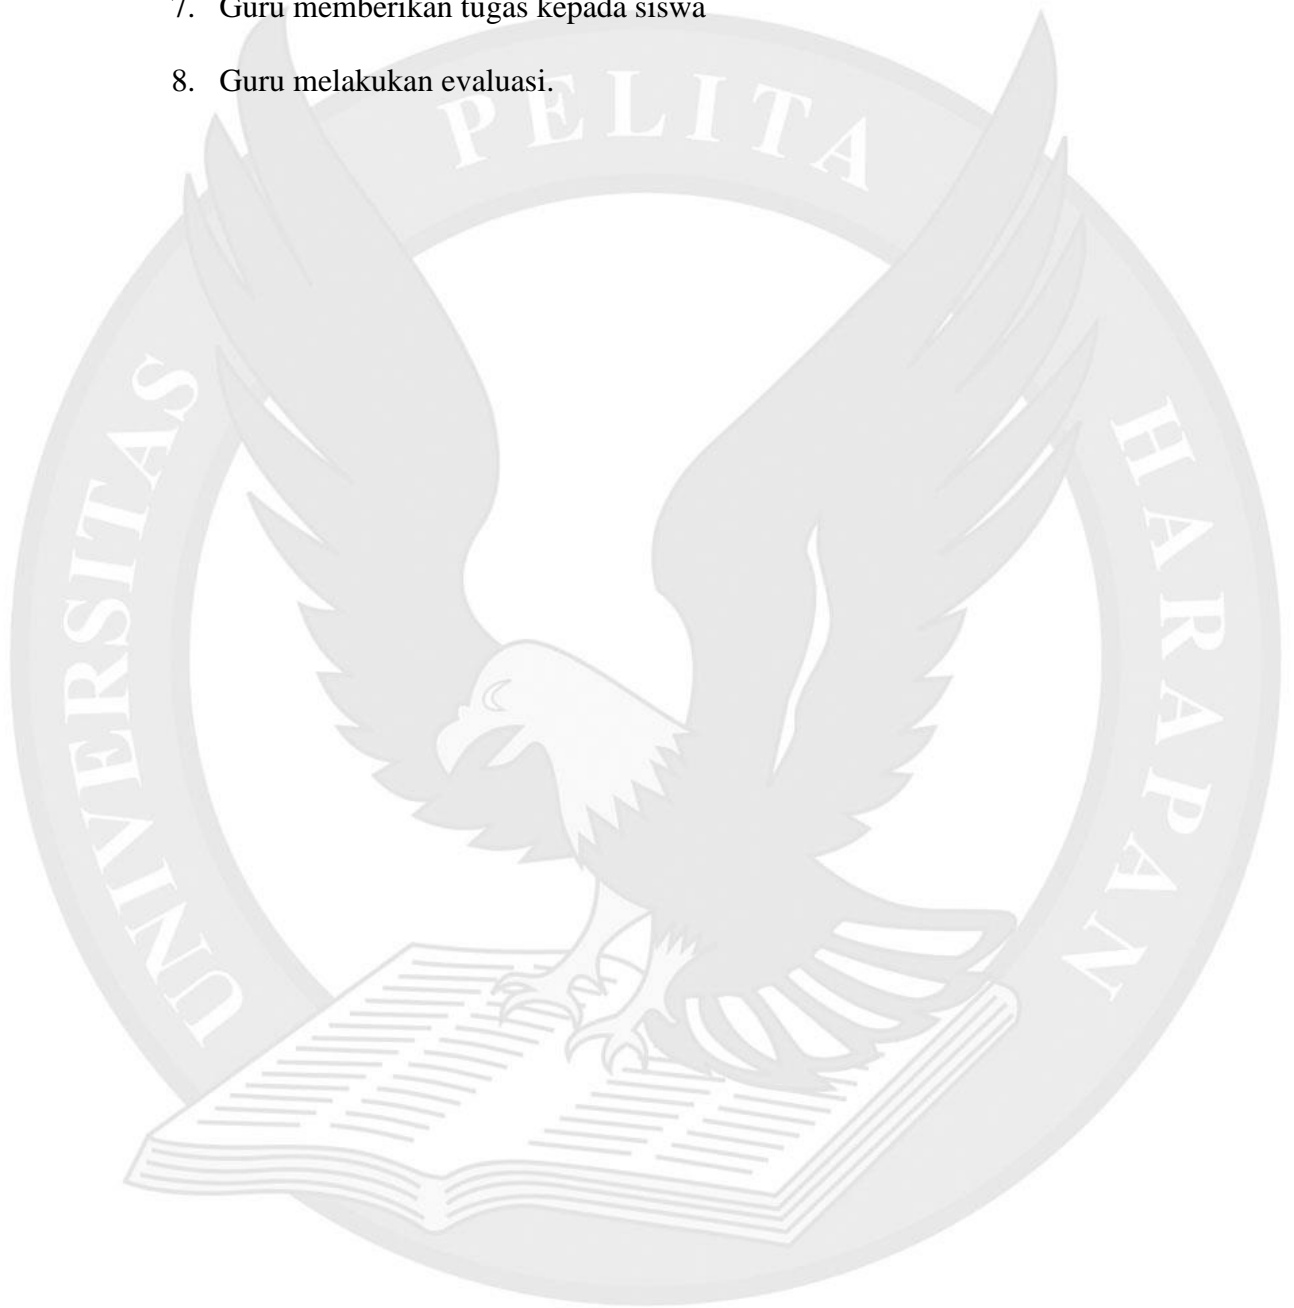 7. Guru memberikan tugas kepada siswa
8. Guru melakukan evaluasi.
UNIVERSITAS PELITA HARAPAN